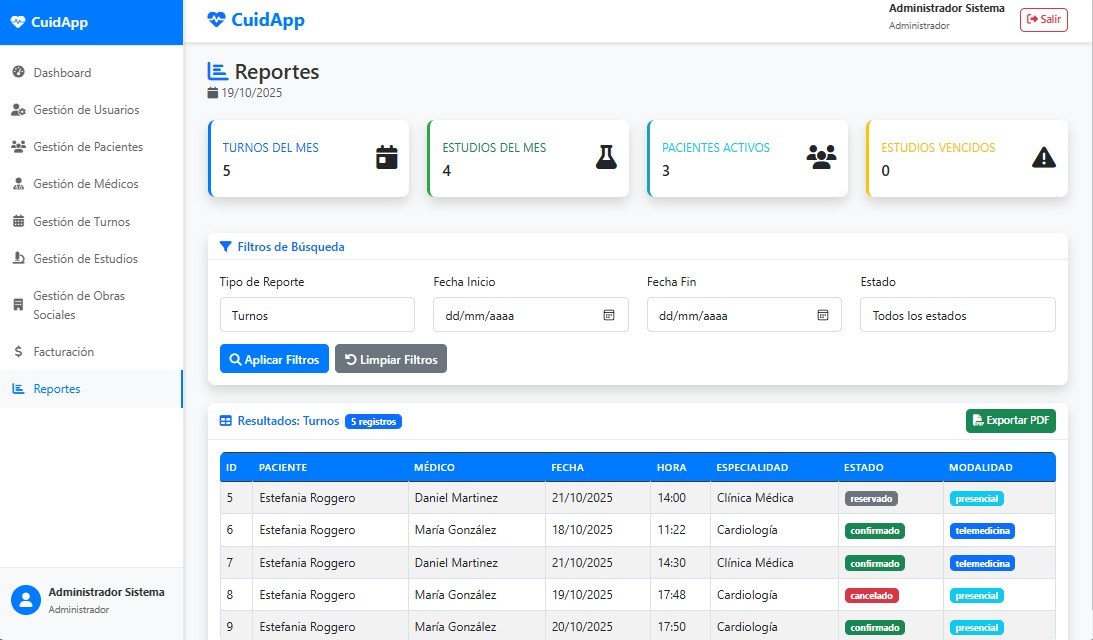 CuidApp
Dashboard
Gestión de Usuarios
Gestión de Pacientes
Gestión de Médicos
Gestión de Turnos
Gestión de Estudios
Gestión de Obras
Sociales
Facturación
Reportes
Administrador Sistema
Administrador
CuidApp
Administrador Sistema
Administrador
Salir
Reportes
19/10/2025
TURNOS DEL MES
5
ESTUDIOS DEL MES
4
PACIENTES ACTIVOS
3
ESTUDIOS VENCIDOS
0
Filtros de Búsqueda
Tipo de Reporte
Turnos
Fecha Inicio
dd/mm/aaaa
Fecha Fin
dd/mm/aaaa
Estado
Todos los estados
Aplicar Filtros
Limpiar Filtros
Resultados: Turnos 5 registros
Exportar PDF
ID PACIENTE MÉDICO FECHA HORA ESPECIALIDAD ESTADO MODALIDAD
5 Estefania Roggero Daniel Martinez 21/10/2025 14:00 Clínica Médica reservado presencial
6 Estefania Roggero María González 18/10/2025 11:22 Cardiología confirmado telemedicina
7 Estefania Roggero Daniel Martinez 21/10/2025 14:30 Clínica Médica confirmado telemedicina
8 Estefania Roggero María González 19/10/2025 17:48 Cardiología cancelado presencial
9 Estefania Roggero María González 20/10/2025 17:50 Cardiología confirmado presencial